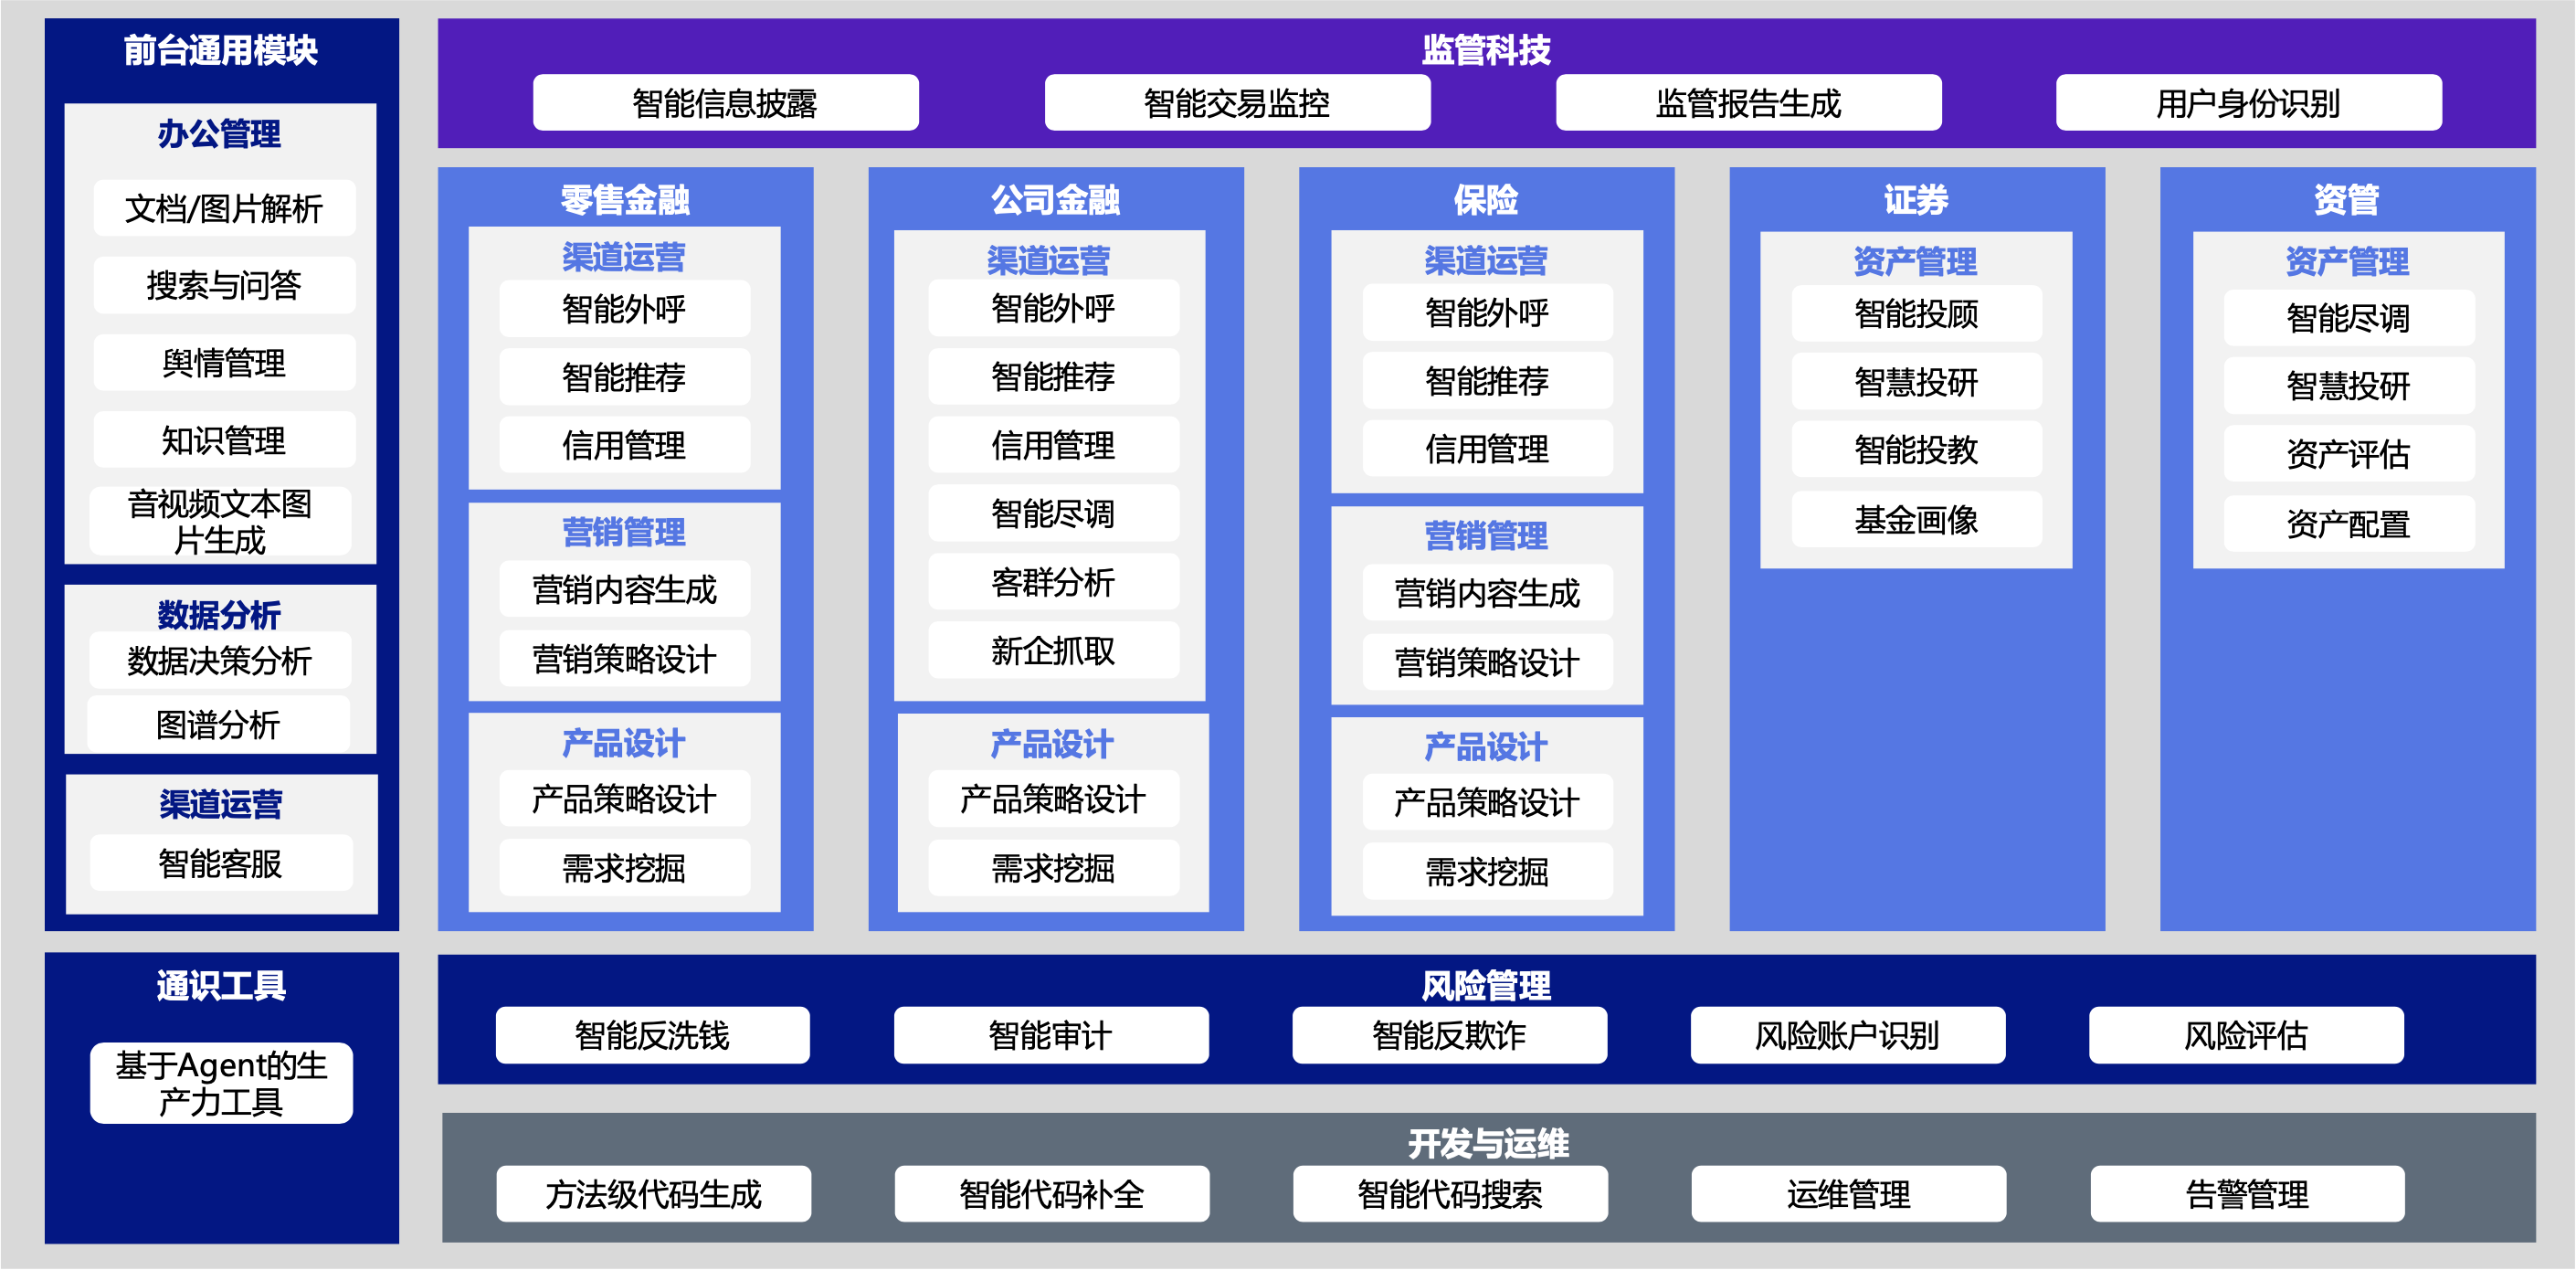 前台通用模块
办公管理
文档/图片解析
搜索与问答
舆情管理
知识管理
音视频文本图
片生成
数据分析
数据决策分析
图谱分析
渠道运营
智能客服
通识工具
基于Agent的生
产力工具
监管科技
智能信息披露
智能交易监控
监管报告生成
用户身份识别
零售金融
渠道运营
智能外呼
智能推荐
信用管理
营销管理
营销内容生成
营销策略设计
产品设计
产品策略设计
需求挖掘
公司金融
渠道运营
智能外呼
智能推荐
信用管理
智能尽调
客群分析
新企抓取
产品设计
产品策略设计
需求挖掘
保险
渠道运营
智能外呼
智能推荐
信用管理
营销管理
营销内容生成
营销策略设计
产品设计
产品策略设计
需求挖掘
证券
资产管理
智能投顾
智慧投研
智能投教
基金画像
资管
资产管理
智能尽调
智慧投研
资产评估
资产配置
风险管理
智能反洗钱
智能审计
智能反欺诈
风险账户识别
风险评估
开发与运维
方法级代码生成
智能代码补全
智能代码搜索
运维管理
告警管理